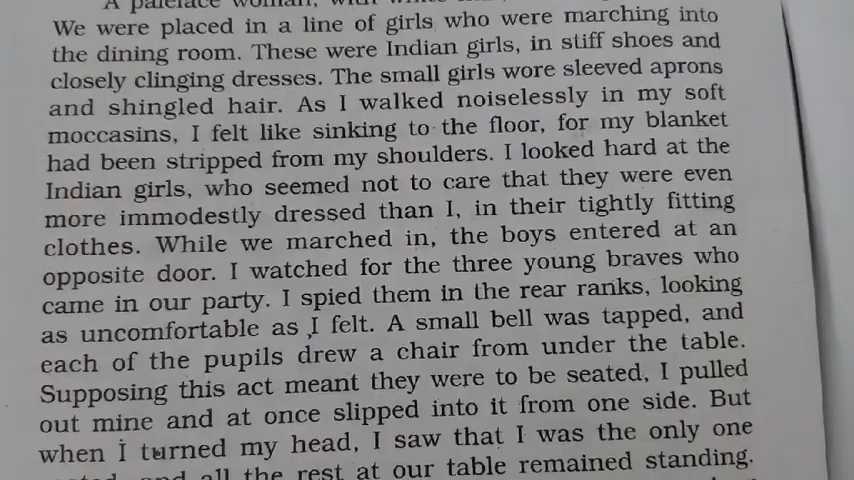 A paleface woman, with white
We were placed in a line of girls who were marching into
the dining room. These were Indian girls, in stiff shoes and
closely clinging dresses. The small girls wore sleeved aprons
and shingled hair. As I walked noiselessly in my soft
moccasins, I felt like sinking to the floor, for my blanket
had been stripped from my shoulders. I looked hard at the
Indian girls, who seemed not to care that they were even
more immodestly dressed than I, in their tightly fitting
clothes. While we marched in, the boys entered at an
opposite door. I watched for the three young braves who
came in our party. I spied them in the rear ranks, looking
as uncomfortable as I felt. A small bell was tapped, and
each of the pupils drew a chair from under the table.
Supposing this act meant they were to be seated, I pulled
out mine and at once slipped into it from one side. But
when I turned my head, I saw that I was the only one
and all the rest at our table remained standing.